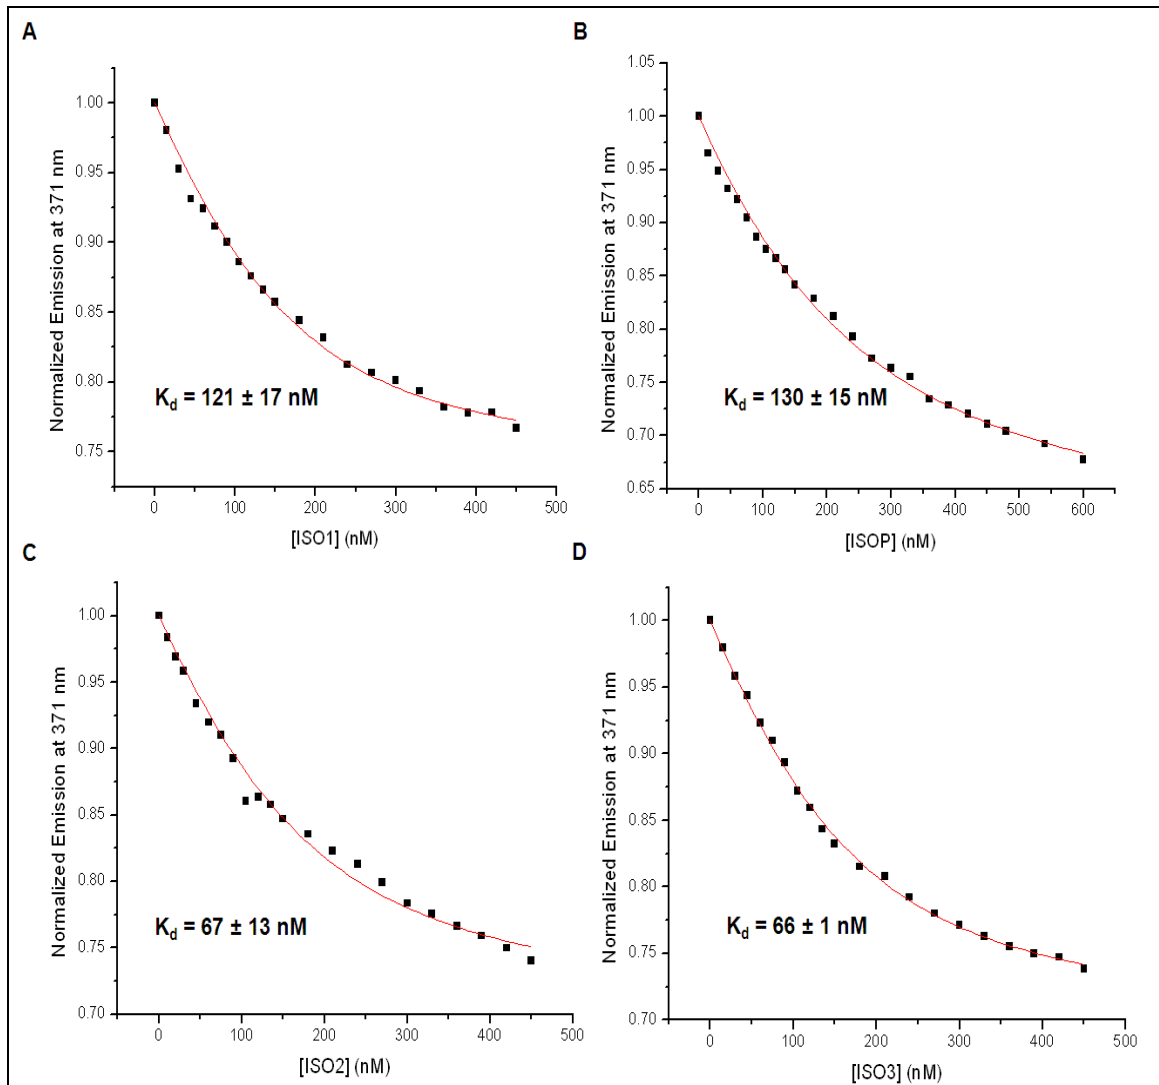 A
Normalized Emission at 371 nm
1.00
0.95
0.90
0.85
0.80
0.75
K_d = 121 ± 17 nM
0 100 200 300 400 500
[ISO1] (nM)
B
Normalized Emission at 371 nm
1.05
1.00
0.95
0.90
0.85
0.80
0.75
0.70
0.65
K_d = 130 ± 15 nM
0 100 200 300 400 500 600
[ISOP] (nM)
C
Normalized Emission at 371 nm
1.00
0.95
0.90
0.85
0.80
0.75
0.70
K_d = 67 ± 13 nM
0 100 200 300 400 500
[ISO2] (nM)
D
Normalized Emission at 371 nm
1.00
0.95
0.90
0.85
0.80
0.75
0.70
K_d = 66 ± 1 nM
0 100 200 300 400 500
[ISO3] (nM)